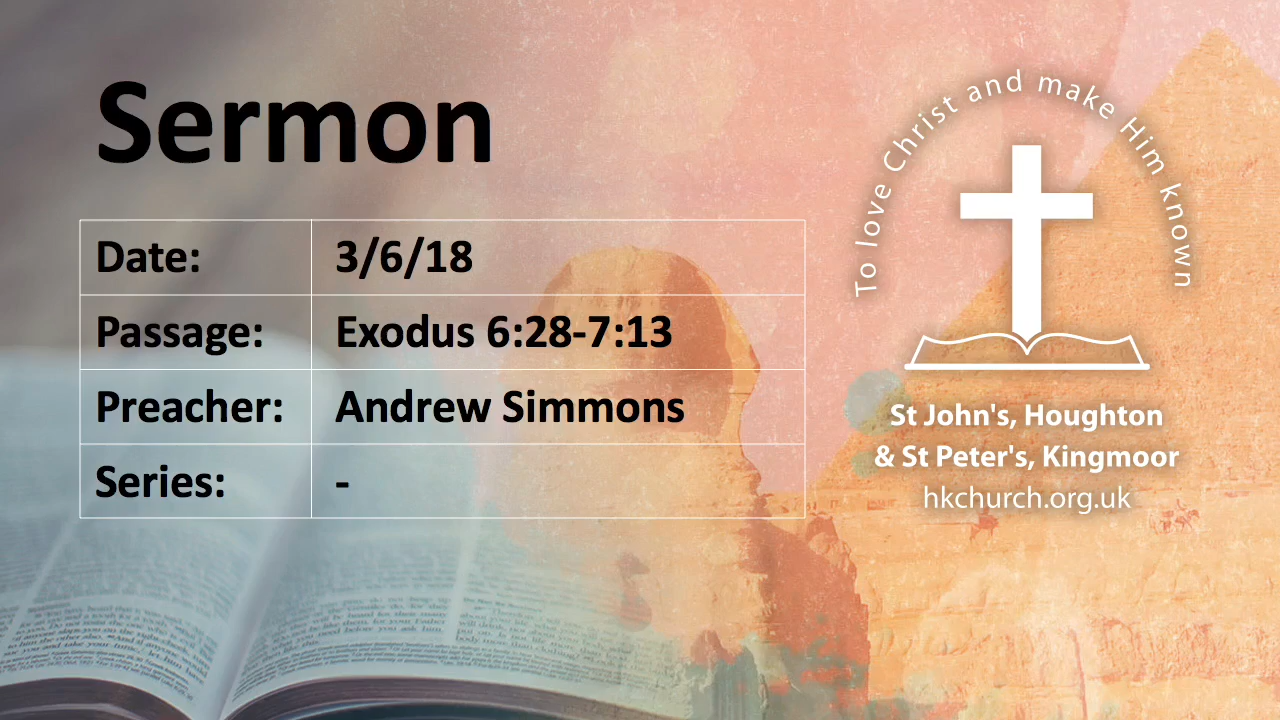 Sermon
Date: 3/6/18
Passage: Exodus 6:28-7:13
Preacher: Andrew Simmons
Series: -
To love Christ and make Him known
St John's, Houghton
& St Peter's, Kingmoor
hkchurch.org.uk